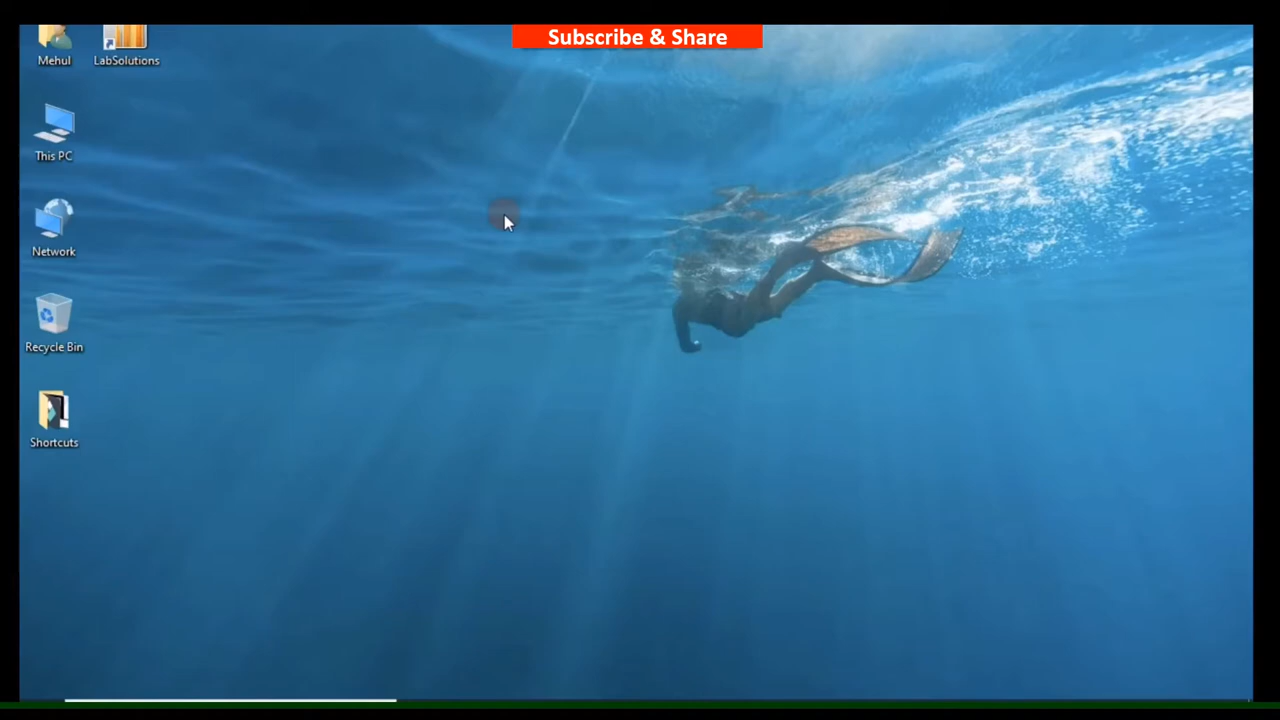 Subscribe & Share
Mehul
LabSolutions
This PC
Network
Recycle Bin
Shortcuts